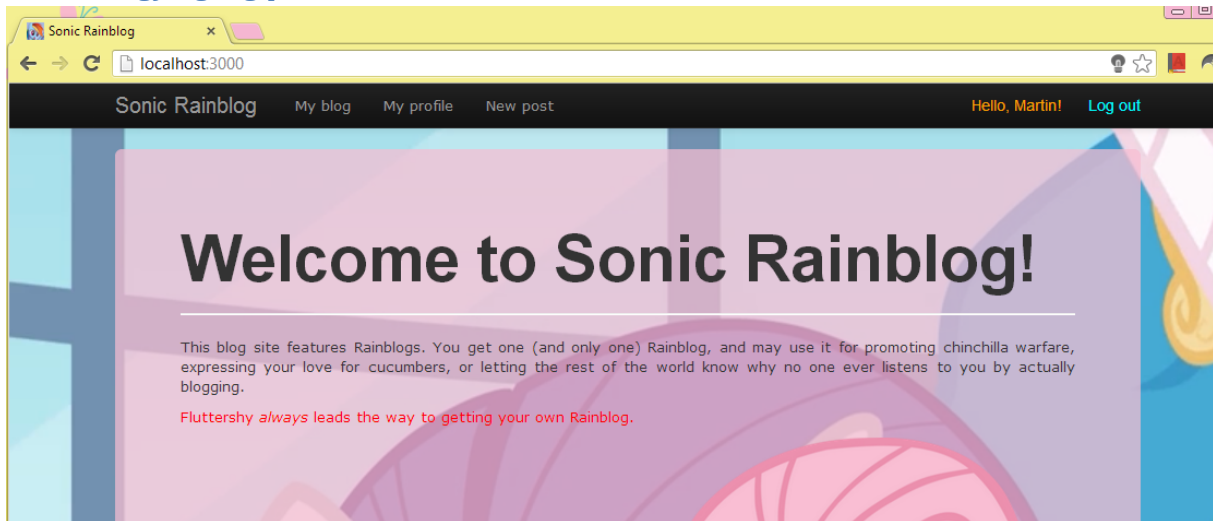 Sonic Rainblog
localhost:3000
Sonic Rainblog My blog My profile New post Hello, Martin! Log out
Welcome to Sonic Rainblog!
This blog site features Rainblogs. You get one (and only one) Rainblog, and may use it for promoting chinchilla warfare,
expressing your love for cucumbers, or letting the rest of the world know why no one ever listens to you by actually
blogging.
Fluttershy always leads the way to getting your own Rainblog.